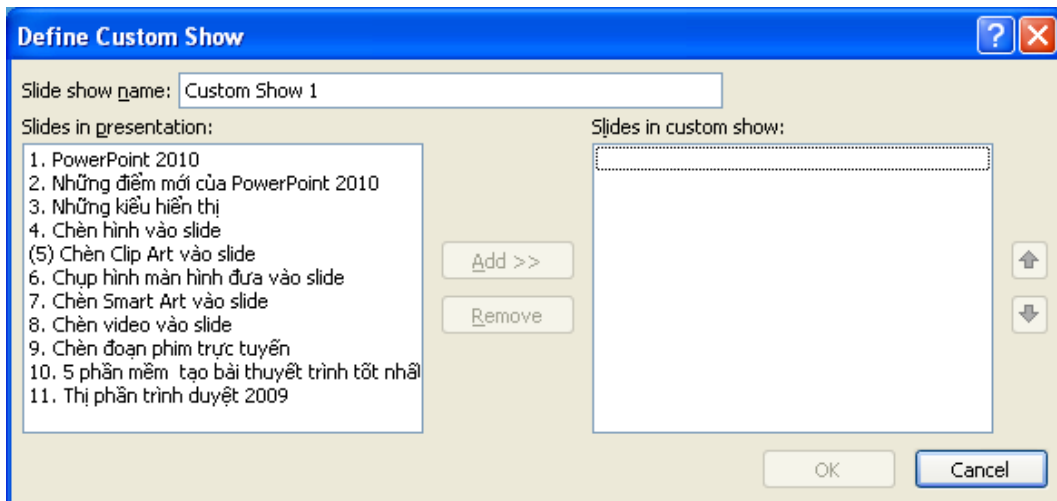 Define Custom Show
Slide show name: Custom Show 1
Slides in presentation:
1. PowerPoint 2010
2. Những điểm mới của PowerPoint 2010
3. Những kiểu hiển thị
4. Chèn hình vào slide
(5) Chèn Clip Art vào slide
6. Chụp hình màn hình đưa vào slide
7. Chèn Smart Art vào slide
8. Chèn video vào slide
9. Chèn đoạn phim trực tuyến
10. 5 phần mềm tạo bài thuyết trình tốt nhấ
11. Thị phần trình duyệt 2009
Add >>
Remove
Slides in custom show:
OK
Cancel